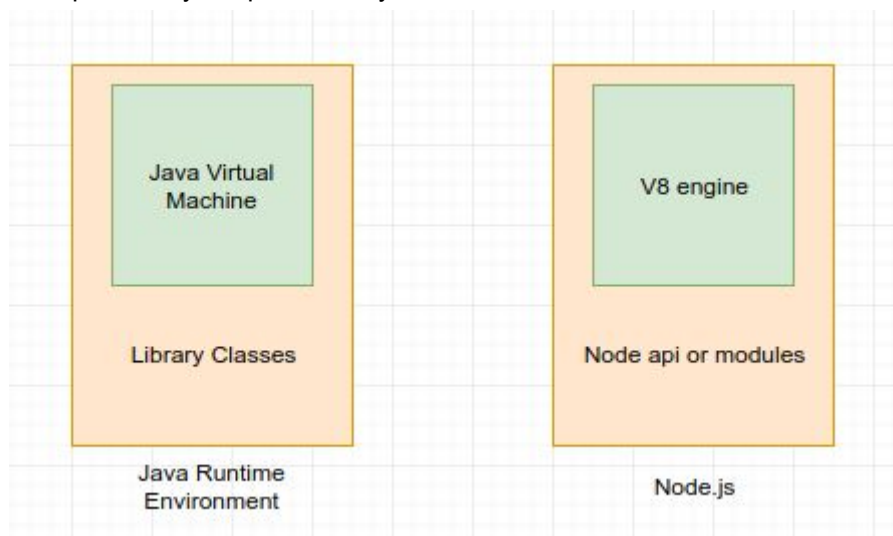 Java Virtual
Machine
V8 engine
Library Classes
Node api or modules
Java Runtime
Environment
Node.js